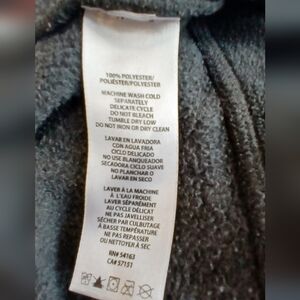 100% POLYESTER/
POLIÉSTER/POLYESTER
MACHINE WASH COLD
SEPARATELY
DELICATE CYCLE
DO NOT BLEACH
TUMBLE DRY LOW
DO NOT IRON OR DRY CLEAN
LAVAR EN LAVADORA
CON AGUA FRIA
CICLO DELICADO
NO USE BLANQUEADOR
SECADORA CICLO SUAVE
NO PLANCHAR O
LAVAR EN SECO
LAVER À LA MACHINE
À L'EAU FROIDE
LAVER SÉPARÉMENT
AU CYCLE DÉLICAT
NE PAS JAVELLISER
SÉCHER PAR CULBUTAGE
À BASSE TEMPÉRATURE
NE PAS REPASSER
OU NETTOYER À SEC
RN# 54163
CA# 57151